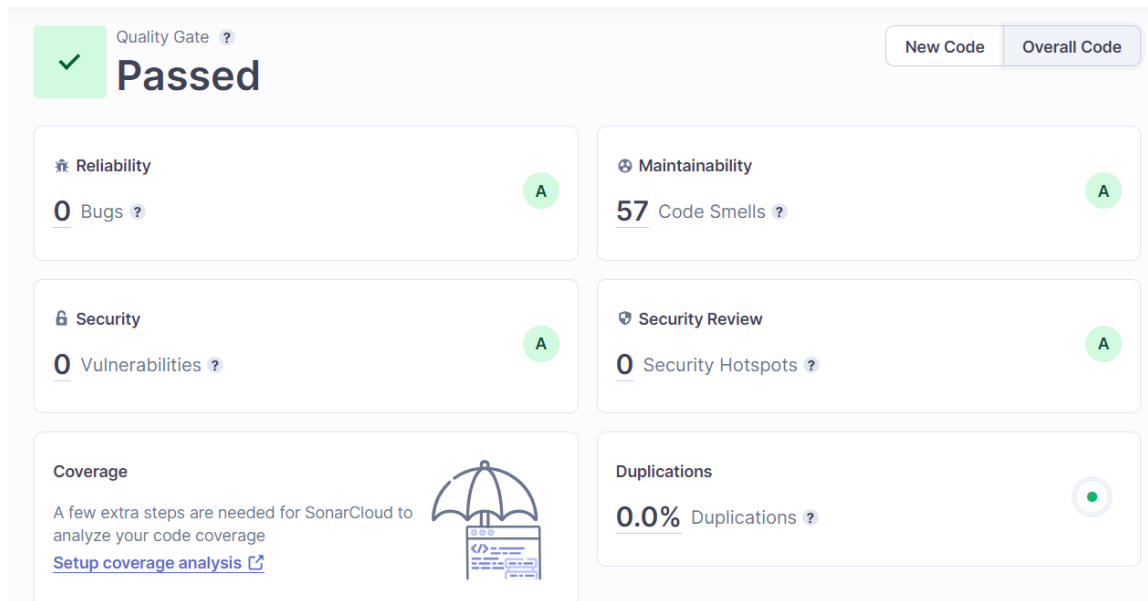 Quality Gate ?
Passed
New Code
Overall Code
Reliability
0 Bugs ?
A
Maintainability
57 Code Smells ?
A
Security
0 Vulnerabilities ?
A
Security Review
0 Security Hotspots ?
A
Coverage
A few extra steps are needed for SonarCloud to
analyze your code coverage
Setup coverage analysis
</>
Duplications
0.0% Duplications ?